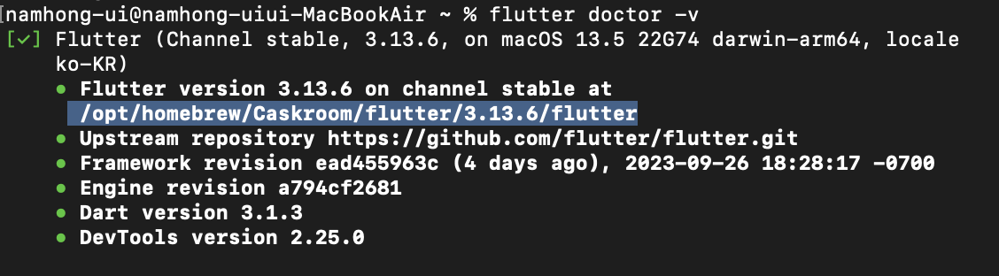 [namhong-ui@namhong-uiui-MacBookAir ~ % flutter doctor -v
[✓] Flutter (Channel stable, 3.13.6, on macOS 13.5 22G74 darwin-arm64, locale
ko-KR)
• Flutter version 3.13.6 on channel stable at
/opt/homebrew/Caskroom/flutter/3.13.6/flutter
• Upstream repository https://github.com/flutter/flutter.git
• Framework revision ead455963c (4 days ago), 2023-09-26 18:28:17 -0700
• Engine revision a794cf2681
• Dart version 3.1.3
• DevTools version 2.25.0